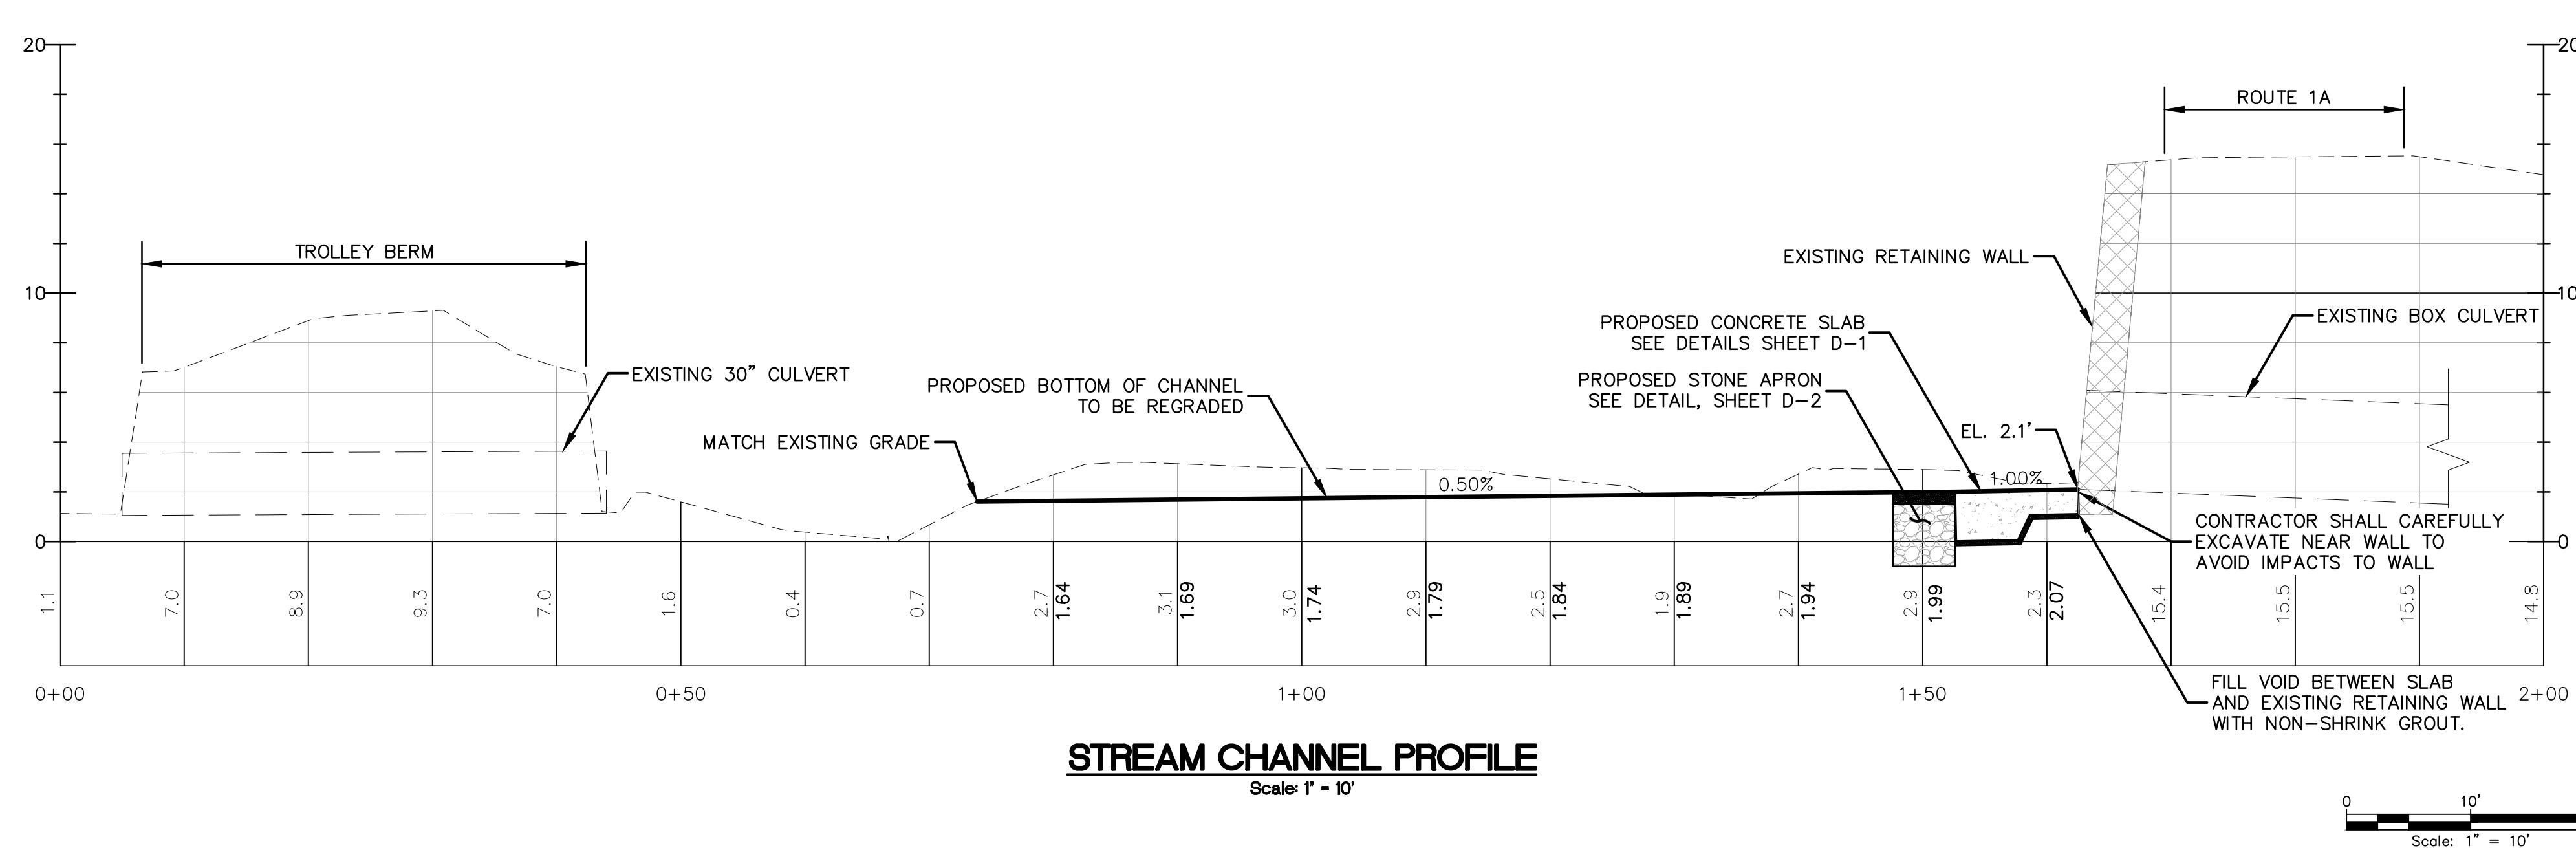 20
20
ROUTE 1A
TROLLEY BERM
EXISTING RETAINING WALL
10
10
EXISTING BOX CULVERT
PROPOSED CONCRETE SLAB
SEE DETAILS SHEET D-1
EXISTING 30" CULVERT
PROPOSED STONE APRON
SEE DETAIL, SHEET D-2
PROPOSED BOTTOM OF CHANNEL
TO BE REGRADED
MATCH EXISTING GRADE
EL. 2.1'
0.50%
1.00%
CONTRACTOR SHALL CAREFULLY
EXCAVATE NEAR WALL TO
AVOID IMPACTS TO WALL
0
0
1.1
7.0
8.9
9.3
7.0
1.6
0.4
0.7
2.7
1.64
3.1
1.69
3.0
1.74
2.9
1.79
2.5
1.84
1.9
1.89
2.7
1.94
2.9
1.99
2.3
2.07
15.4
15.5
15.5
14.8
0+00
0+50
1+00
1+50
2+00
FILL VOID BETWEEN SLAB
AND EXISTING RETAINING WALL
WITH NON-SHRINK GROUT.
STREAM CHANNEL PROFILE
Scale: 1" = 10'
0
10'
Scale: 1" = 10'